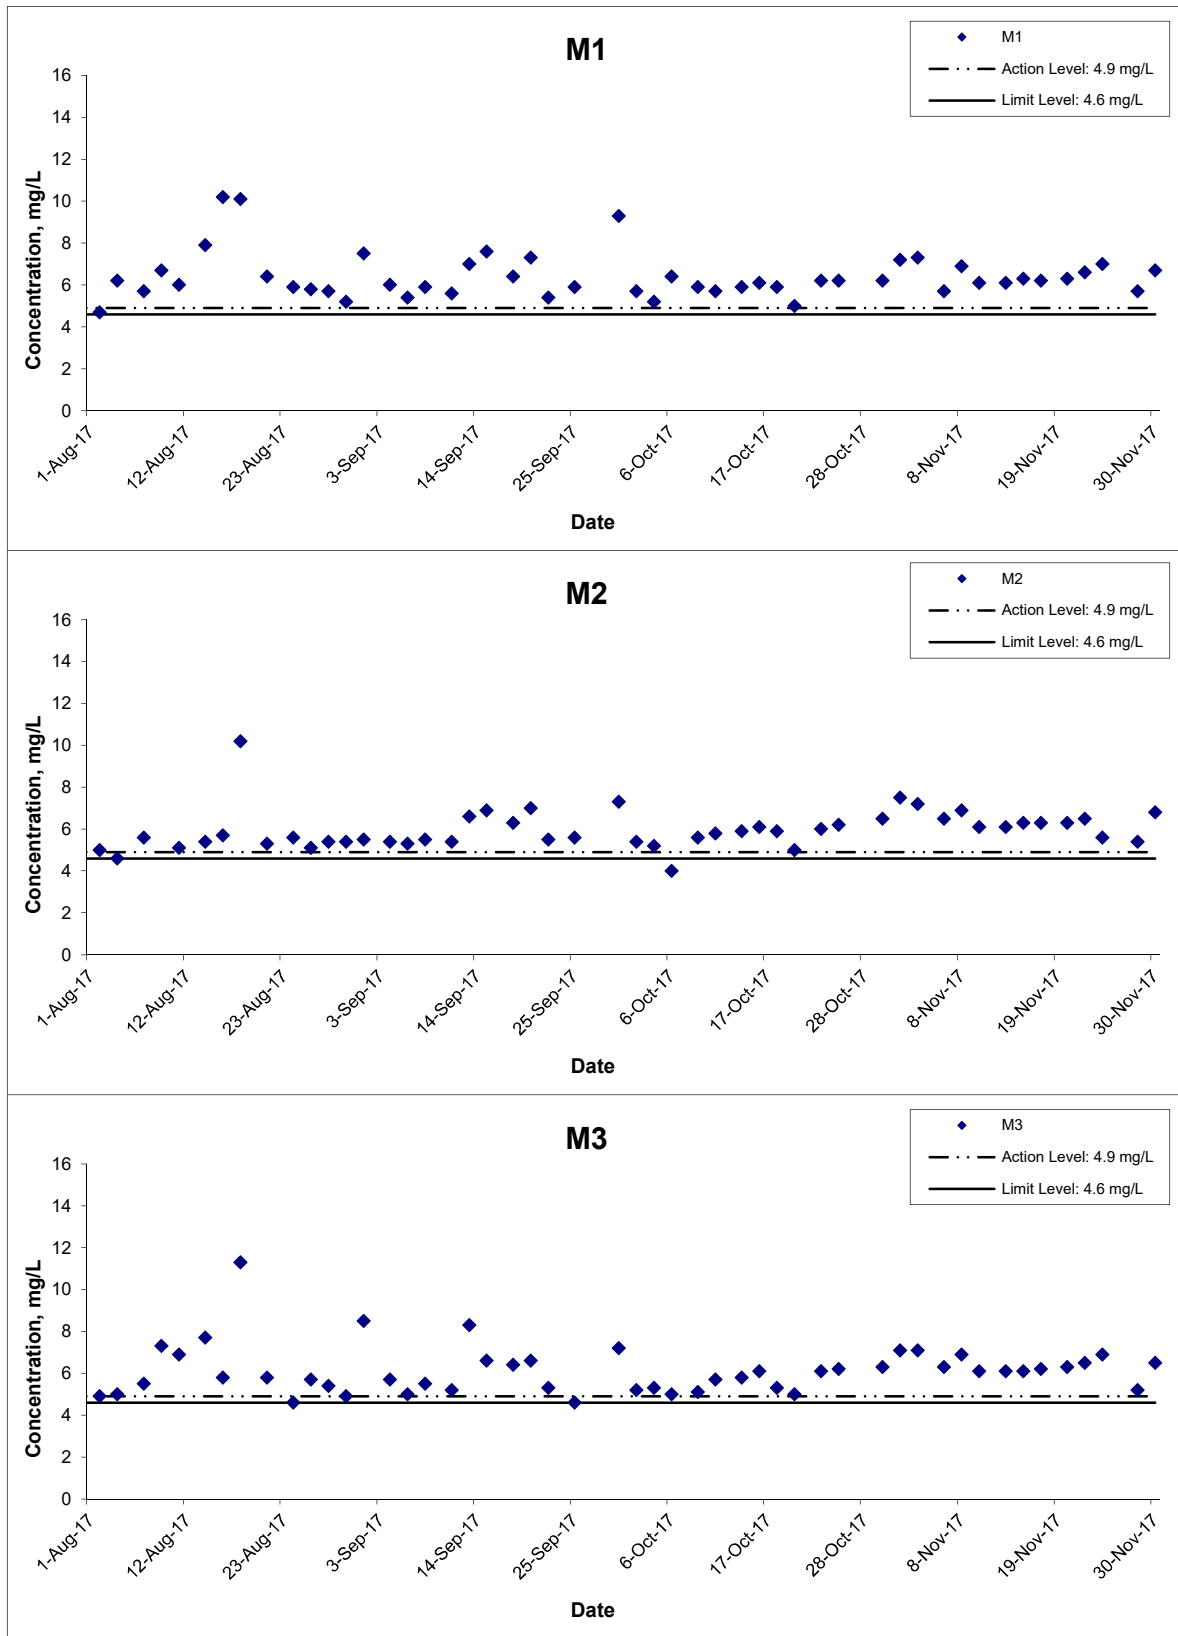 M1
M1
Action Level: 4.9 mg/L
Limit Level: 4.6 mg/L
Concentration, mg/L
16
14
12
10
8
6
4
2
0
1-Aug-17
12-Aug-17
23-Aug-17
3-Sep-17
14-Sep-17
25-Sep-17
6-Oct-17
17-Oct-17
28-Oct-17
8-Nov-17
19-Nov-17
30-Nov-17
Date
M2
M2
Action Level: 4.9 mg/L
Limit Level: 4.6 mg/L
Concentration, mg/L
16
14
12
10
8
6
4
2
0
1-Aug-17
12-Aug-17
23-Aug-17
3-Sep-17
14-Sep-17
25-Sep-17
6-Oct-17
17-Oct-17
28-Oct-17
8-Nov-17
19-Nov-17
30-Nov-17
Date
M3
M3
Action Level: 4.9 mg/L
Limit Level: 4.6 mg/L
Concentration, mg/L
16
14
12
10
8
6
4
2
0
1-Aug-17
12-Aug-17
23-Aug-17
3-Sep-17
14-Sep-17
25-Sep-17
6-Oct-17
17-Oct-17
28-Oct-17
8-Nov-17
19-Nov-17
30-Nov-17
Date